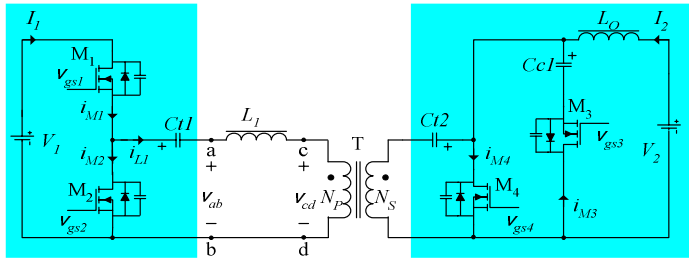 I1
M1
vgs1
iM1
V1
iM2
iL1
Ct1
M2
vgs2
a
L1
c
+
+
vab
vcd
–
–
b
d
T
NP
NS
Ct2
+
iM4
M4
vgs4
LO
I2
+
Cc1
M3
vgs3
iM3
V2